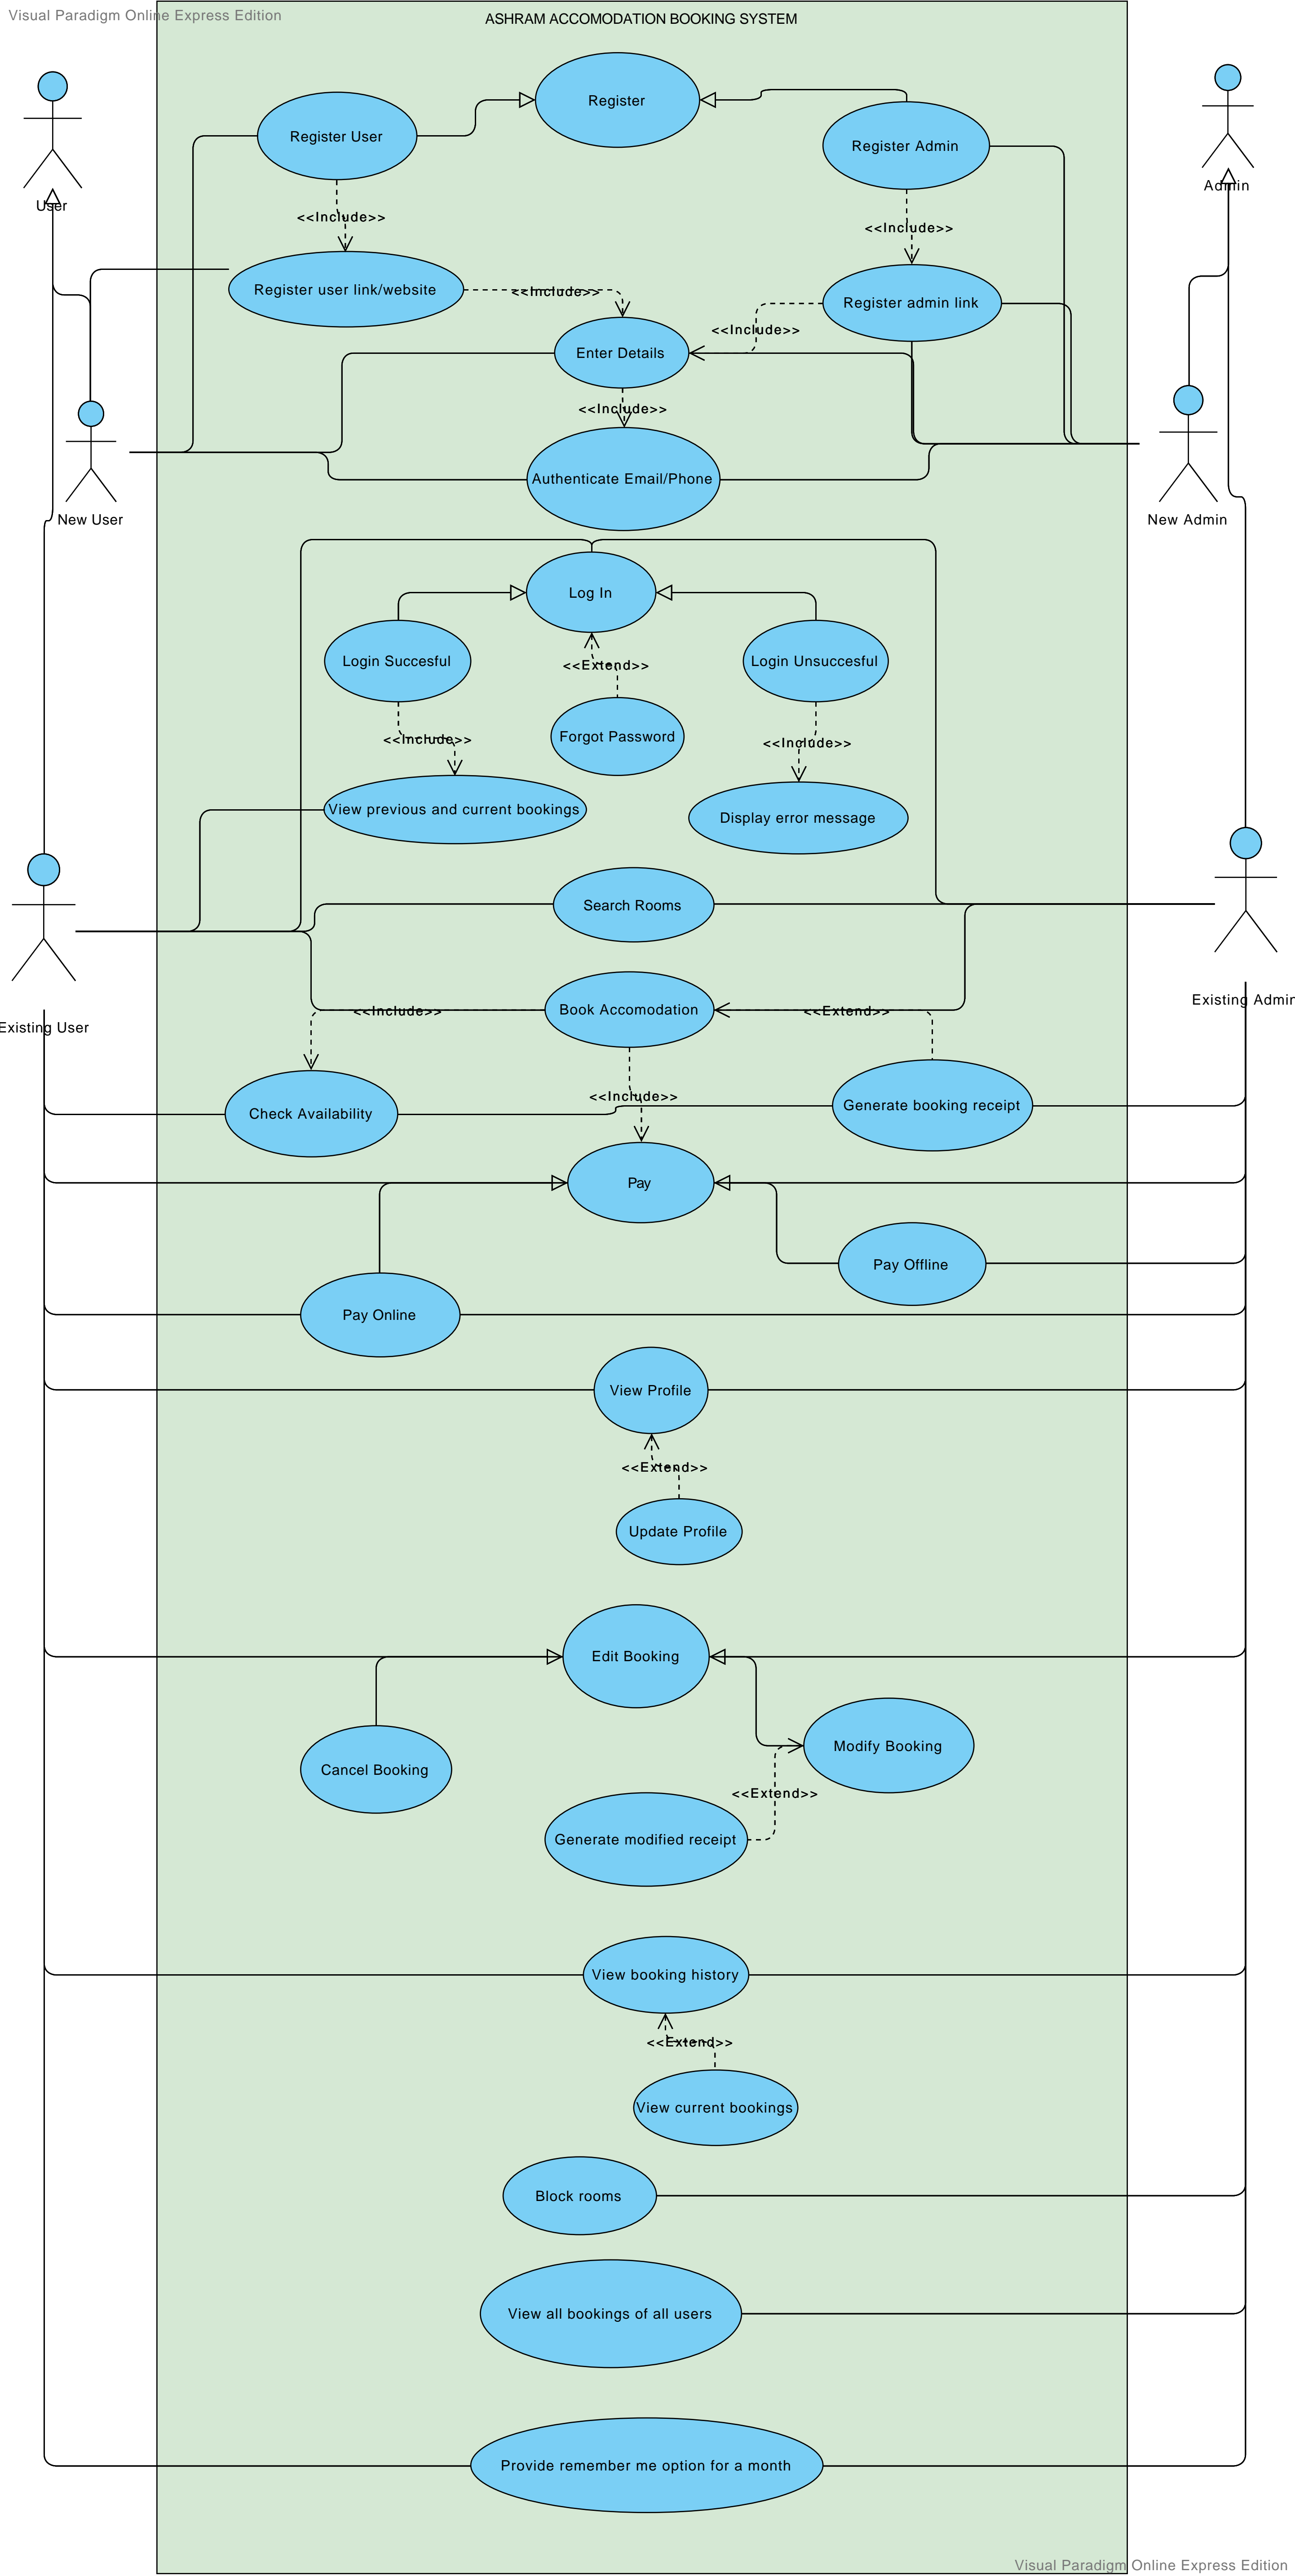 Visual Paradigm Online Express Edition
ASHRAM ACCOMODATION BOOKING SYSTEM
Register
Register User
Register Admin
User
Admin
<<Include>>
<<Include>>
Register user link/website
<<Include>>
Register admin link
<<Include>>
Enter Details
<<Include>>
Authenticate Email/Phone
New User
New Admin
Log In
Login Succesful
<<Extend>>
Login Unsuccesful
<<Include>>
Forgot Password
<<Include>>
View previous and current bookings
Display error message
Search Rooms
Existing User
Existing Admin
<<Include>>
Book Accomodation
<<Extend>>
Check Availability
<<Include>>
Generate booking receipt
Pay
Pay Offline
Pay Online
View Profile
<<Extend>>
Update Profile
Edit Booking
Modify Booking
Cancel Booking
<<Extend>>
Generate modified receipt
View booking history
<<Extend>>
View current bookings
Block rooms
View all bookings of all users
Provide remember me option for a month
Visual Paradigm Online Express Edition